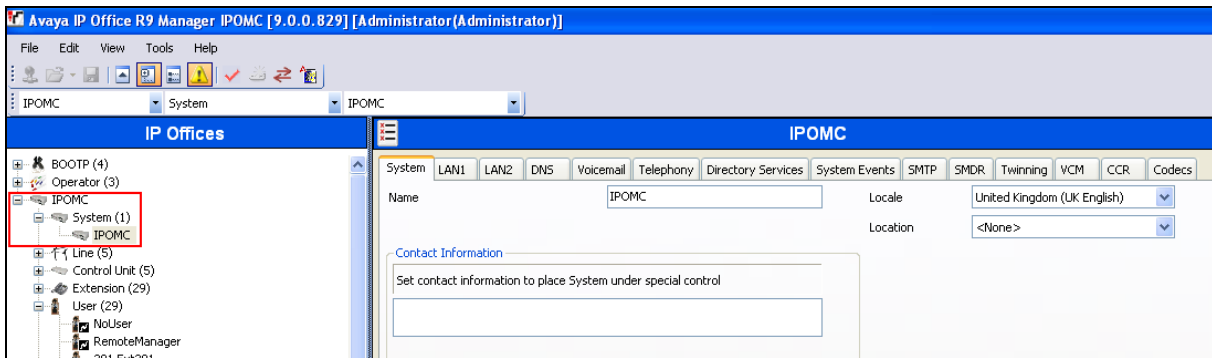 Avaya IP Office R9 Manager IPOMC [9.0.0.829] [Administrator(Administrator)]
File Edit View Tools Help
IPOMC System IPOMC
IP Offices
IPOMC
BOOTP (4)
Operator (3)
IPOMC
System (1)
IPOMC
Line (5)
Control Unit (5)
Extension (29)
User (29)
NoUser
RemoteManager
201 Ext201
System LAN1 LAN2 DNS Voicemail Telephony Directory Services System Events SMTP SMDR Twinning VCM CCR Codecs
Name IPOMC Locale United Kingdom (UK English)
Location <None>
Contact Information
Set contact information to place System under special control